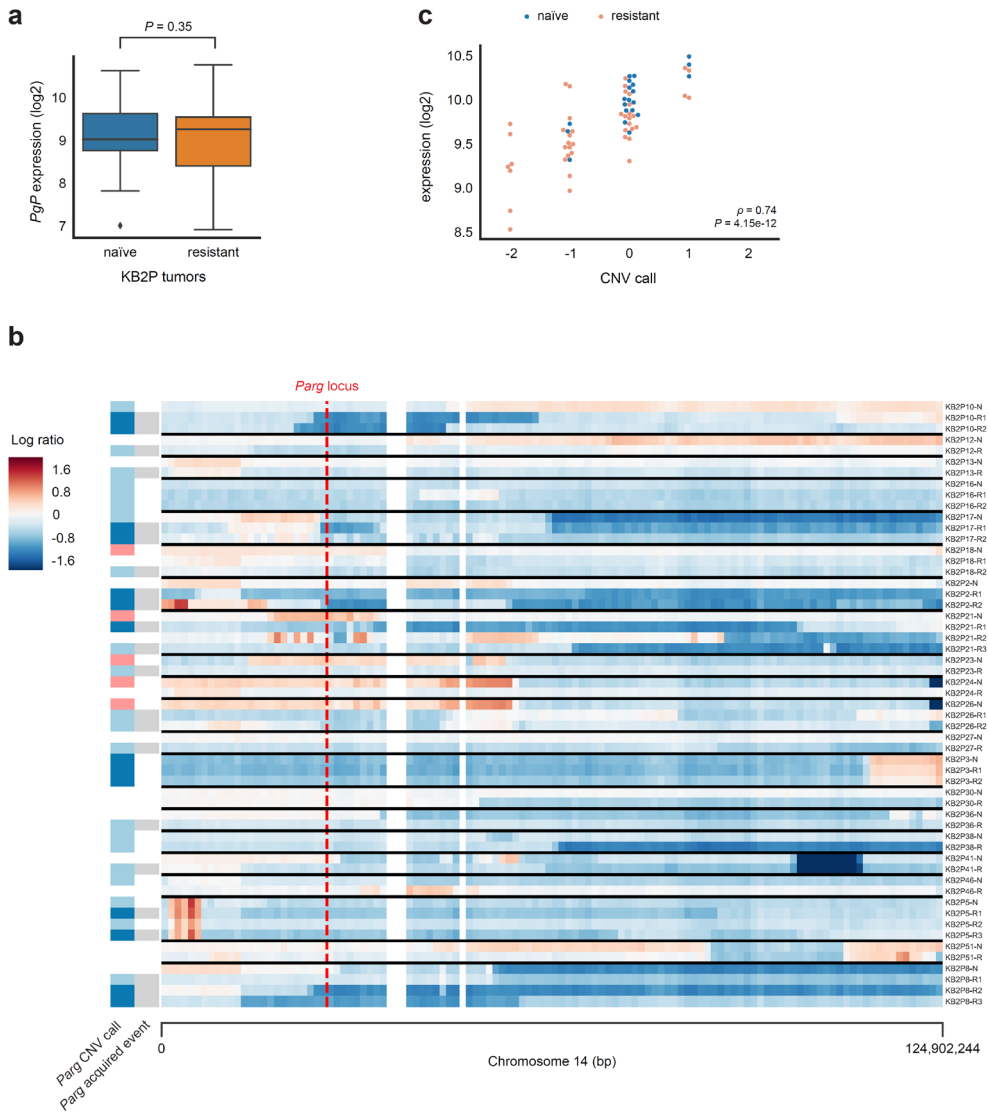 a
P = 0.35
PgP expression (log2)
10
9
8
7
naïve
resistant
KB2P tumors
c
naïve
resistant
expression (log2)
10.5
10.0
9.5
9.0
8.5
ρ = 0.74
P = 4.15e-12
-2
-1
0
1
2
CNV call
b
Parg locus
Log ratio
1.6
0.8
0
-0.8
-1.6
KB2P10-N
KB2P10-R1
KB2P10-R2
KB2P12-N
KB2P12-R
KB2P13-N
KB2P13-R
KB2P16-N
KB2P16-R1
KB2P16-R2
KB2P17-N
KB2P17-R1
KB2P17-R2
KB2P18-N
KB2P18-R1
KB2P18-R2
KB2P2-N
KB2P2-R1
KB2P2-R2
KB2P21-N
KB2P21-R1
KB2P21-R2
KB2P21-R3
KB2P23-N
KB2P23-R
KB2P24-N
KB2P24-R
KB2P26-N
KB2P26-R1
KB2P26-R2
KB2P27-N
KB2P27-R
KB2P3-N
KB2P3-R1
KB2P3-R2
KB2P30-N
KB2P30-R
KB2P36-N
KB2P36-R
KB2P38-N
KB2P38-R
KB2P41-N
KB2P41-R
KB2P46-N
KB2P46-R
KB2P5-N
KB2P5-R1
KB2P5-R2
KB2P5-R3
KB2P51-N
KB2P51-R
KB2P8-N
KB2P8-R1
KB2P8-R2
KB2P8-R3
Parg CNV call
Parg acquired event
0
Chromosome 14 (bp)
124,902,244